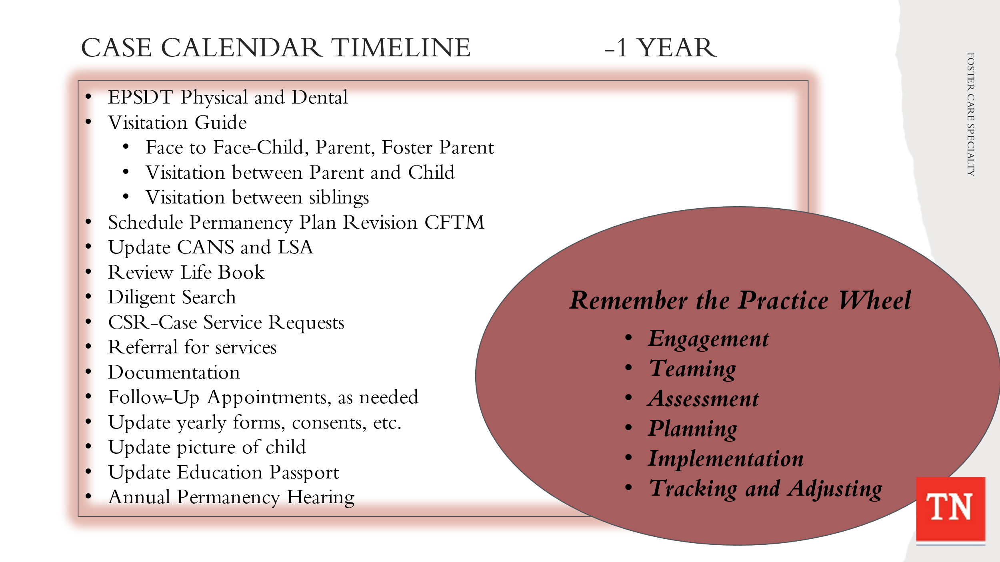 CASE CALENDAR TIMELINE –1 YEAR
• EPSDT Physical and Dental
• Visitation Guide
• Face to Face–Child, Parent, Foster Parent
• Visitation between Parent and Child
• Visitation between siblings
• Schedule Permanency Plan Revision CFTM
• Update CANS and LSA
• Review Life Book
• Diligent Search
• CSR-Case Service Requests
• Referral for services
• Documentation
• Follow-Up Appointments, as needed
• Update yearly forms, consents, etc.
• Update picture of child
• Update Education Passport
• Annual Permanency Hearing
Remember the Practice Wheel
• Engagement
• Teaming
• Assessment
• Planning
• Implementation
• Tracking and Adjusting
FOSTER CARE SPECIALTY
TN